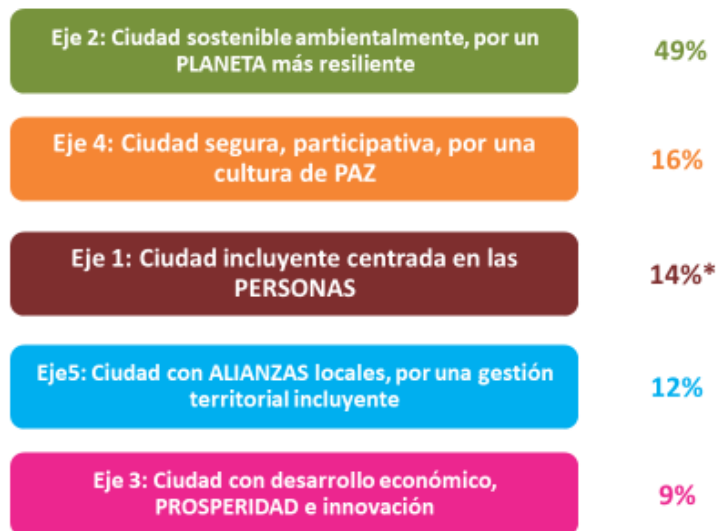 Eje 2: Ciudad sostenible ambientalmente, por un
PLANETA más resiliente
49%
Eje 4: Ciudad segura, participativa, por una
cultura de PAZ
16%
Eje 1: Ciudad incluyente centrada en las
PERSONAS
14%*
Eje5: Ciudad con ALIANZAS locales, por una gestión
territorial incluyente
12%
Eje 3: Ciudad con desarrollo económico,
PROSPERIDAD e innovación
9%